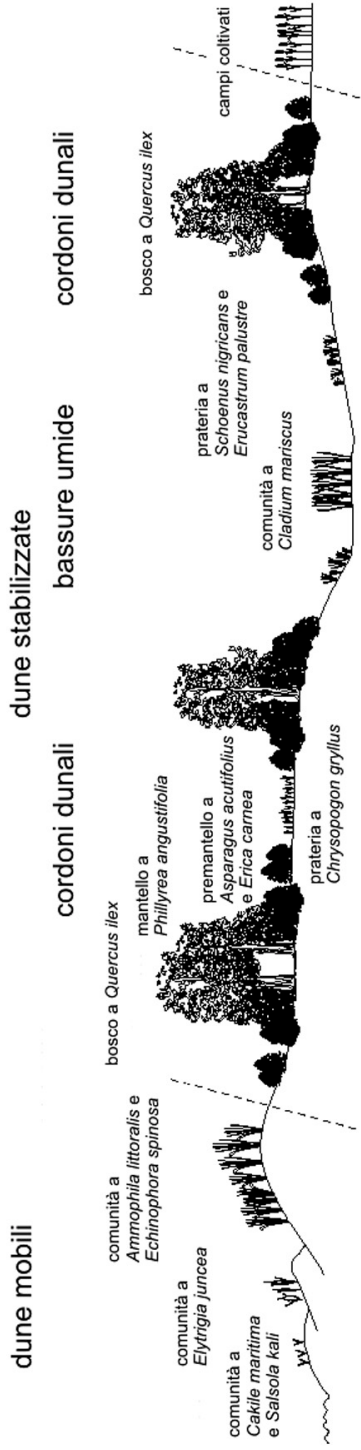 dune mobili
dune stabilizzate
cordoni dunali
bassure umide
cordoni dunali
comunità a
Cakile maritima
e Salsola kali
comunità a
Elytrigia juncea
comunità a
Ammophila littoralis e
Echinophora spinosa
bosco a Quercus ilex
mantello a
Phillyrea angustifolia
premantello a
Asparagus acutifolius
e Erica carnea
prateria a
Chrysopogon gryllus
comunità a
Cladium mariscus
prateria a
Schoenus nigricans e
Erucastrum palustre
bosco a Quercus ilex
campi coltivati